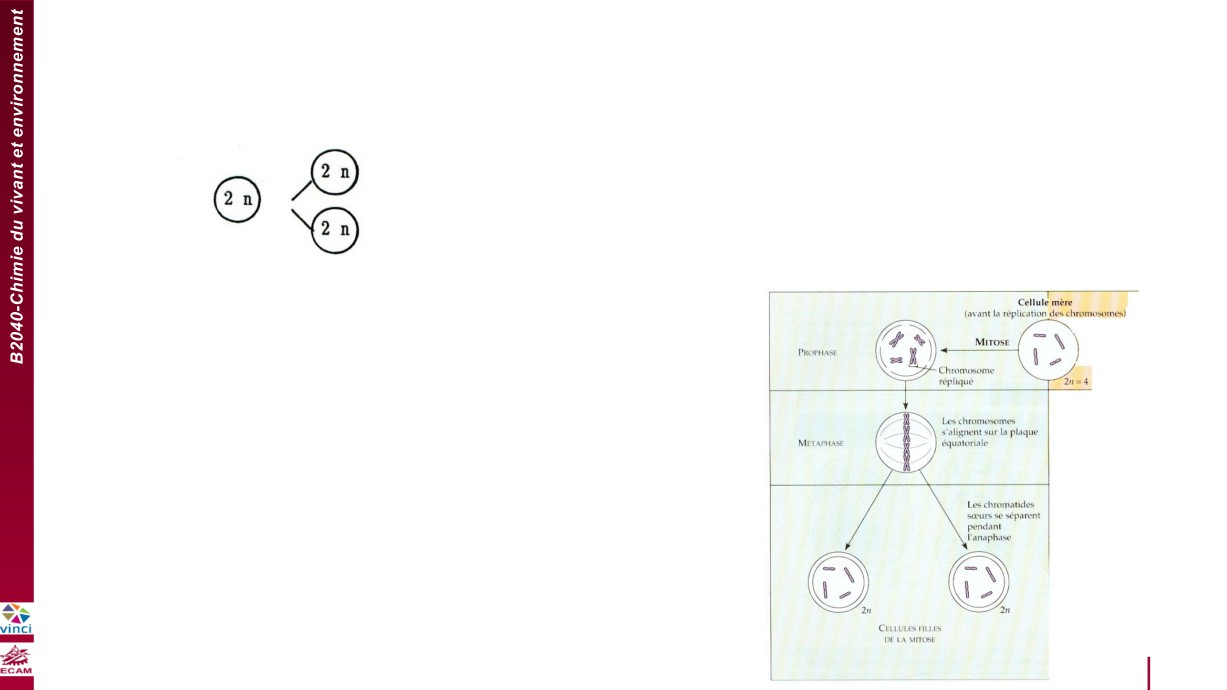 B2040-Chimie du vivant et environnement
2 n
2 n
2 n
Cellule mère
(avant la réplication des chromosomes)
MITOSE
PROPHASE
Chromosome
répliqué
2n = 4
Les chromosomes
s'alignent sur la plaque
équatoriale
MÉTAPHASE
Les chromatides
sœurs se séparent
pendant
l'anaphase
2n
2n
CELLULES FILLES
DE LA MITOSE
vinci
ECAM